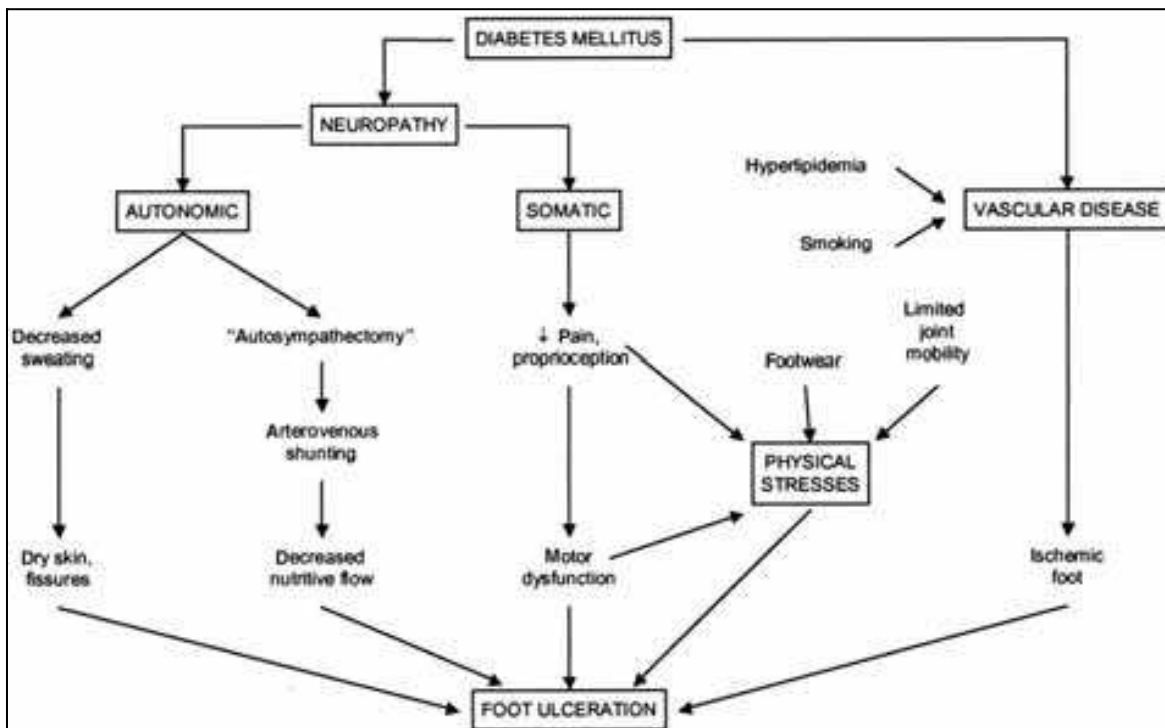 DIABETES MELLITUS
NEUROPATHY
Hyperlipidemia
AUTONOMIC
SOMATIC
VASCULAR DISEASE
Smoking
Decreased
sweating
"Autosympathectomy"
↓ Pain,
proprioception
Footwear
Limited
joint
mobility
Arterovenous
shunting
PHYSICAL
STRESSES
Dry skin,
fissures
Decreased
nutritive flow
Motor
dysfunction
Ischemic
foot
FOOT ULCERATION